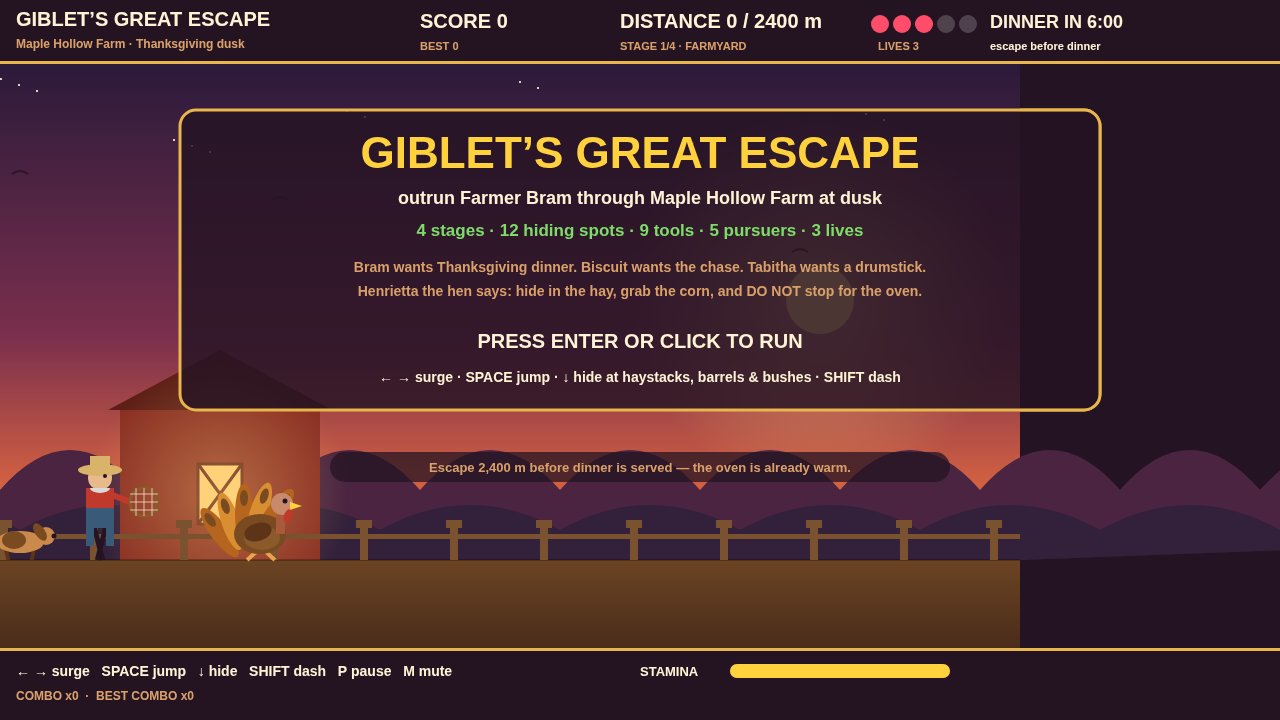 GIBLET’S GREAT ESCAPE
Maple Hollow Farm · Thanksgiving dusk
SCORE 0
BEST 0
DISTANCE 0 / 2400 m
STAGE 1/4 · FARMYARD
LIVES 3
DINNER IN 6:00
escape before dinner
GIBLET’S GREAT ESCAPE
outrun Farmer Bram through Maple Hollow Farm at dusk
4 stages · 12 hiding spots · 9 tools · 5 pursuers · 3 lives
Bram wants Thanksgiving dinner. Biscuit wants the chase. Tabitha wants a drumstick.
Henrietta the hen says: hide in the hay, grab the corn, and DO NOT stop for the oven.
PRESS ENTER OR CLICK TO RUN
← → surge · SPACE jump · ↓ hide at haystacks, barrels & bushes · SHIFT dash
Escape 2,400 m before dinner is served — the oven is already warm.
← → surge   SPACE jump   ↓ hide   SHIFT dash   P pause   M mute
STAMINA
COMBO x0  ·  BEST COMBO x0